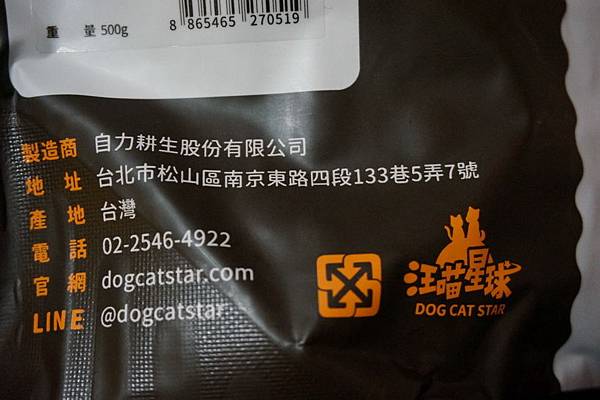 重 量 500g
8 865465 270519
製造商 自力耕生股份有限公司
地 址 台北市松山區南京東路四段133巷5弄7號
產 地 台灣
電 話 02-2546-4922
官 網 dogcatstar.com
LINE @dogcatstar
汪喵星球
DOG CAT STAR